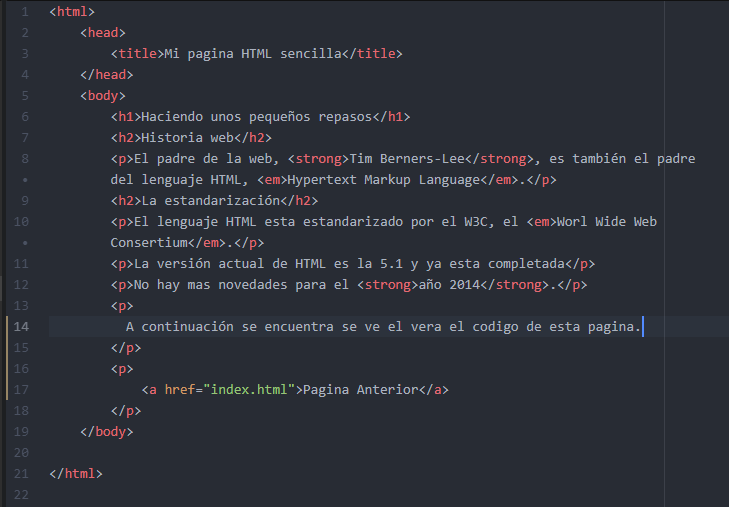 1 <html>
2 <head>
3 <title>Mi pagina HTML sencilla</title>
4 </head>
5 <body>
6 <h1>Haciendo unos pequeños repasos</h1>
7 <h2>Historia web</h2>
8 <p>El padre de la web, <strong>Tim Berners-Lee</strong>, es también el padre
• del lenguaje HTML, <em>Hypertext Markup Language</em>.</p>
9 <h2>La estandarización</h2>
10 <p>El lenguaje HTML esta estandarizado por el W3C, el <em>Worl Wide Web
• Consertium</em>.</p>
11 <p>La versión actual de HTML es la 5.1 y ya esta completada</p>
12 <p>No hay mas novedades para el <strong>año 2014</strong>.</p>
13 <p>
14 A continuación se encuentra se ve el vera el codigo de esta pagina.
15 </p>
16 <p>
17 <a href="index.html">Pagina Anterior</a>
18 </p>
19 </body>
20
21 </html>
22